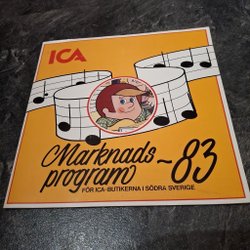 ICA
Marknads-
program -83
FÖR ICA-BUTIKERNA I SÖDRA SVERIGE